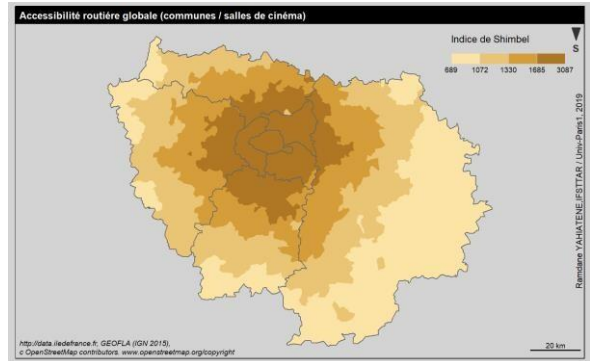 Accessibilité routière globale (communes / salles de cinéma)
Indice de Shimbel
S
689 1072 1330 1685 3087
Ramdane YAHIATENE.IFSTTAR / Univ-Paris1, 2019
http://data.iledefrance.fr, GEOFLA (IGN 2015),
c OpenStreetMap contributors. www.openstreetmap.org/copyright
20 km